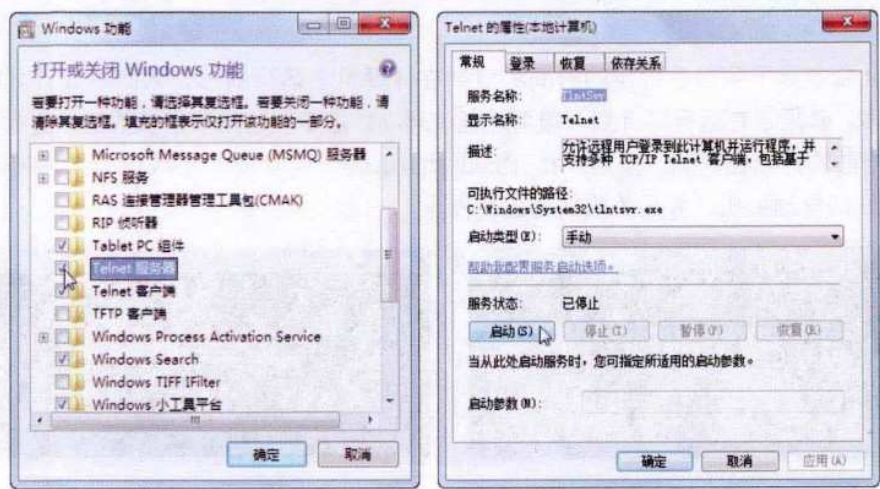 Windows 功能
打开或关闭 Windows 功能
若要打开一种功能，请选择其复选框。若要关闭一种功能，请
清除其复选框。填充的框表示仅打开该功能的一部分。
Microsoft Message Queue (MSMQ) 服务器
NFS 服务
RAS 连接管理器管理工具包(CMAK)
RIP 侦听器
Tablet PC 组件
Telnet 服务器
Telnet 客户端
TFTP 客户端
Windows Process Activation Service
Windows Search
Windows TIFF IFilter
Windows 小工具平台
确定
取消
Telnet 的属性(本地计算机)
常规 登录 恢复 依存关系
服务名称: TlntSvr
显示名称: Telnet
描述: 允许远程用户登录到此计算机并运行程序，并
支持多种 TCP/IP Telnet 客户端，包括基于
可执行文件的路径:
C:\Windows\System32\tlntsvr.exe
启动类型(E): 手动
帮助我配置服务启动选项。
服务状态: 已停止
启动(S) 停止(T) 暂停(P) 恢复(R)
当从此处启动服务时，您可指定所适用的启动参数。
启动参数(M):
确定 取消 应用(A)